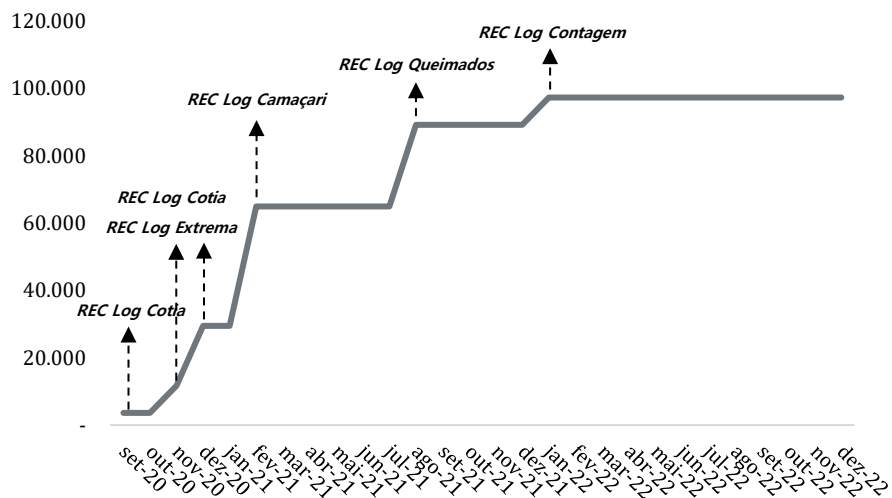 120.000
100.000
80.000
60.000
40.000
20.000
-
REC Log Contagem
REC Log Queimados
REC Log Camaçari
REC Log Cotia
REC Log Extrema
REC Log Cotia
set-20
out-20
nov-20
dez-20
jan-21
fev-21
mar-21
abr-21
mai-21
jun-21
jul-21
ago-21
set-21
out-21
nov-21
dez-21
jan-22
fev-22
mar-22
abr-22
mai-22
jun-22
jul-22
ago-22
set-22
out-22
nov-22
dez-22